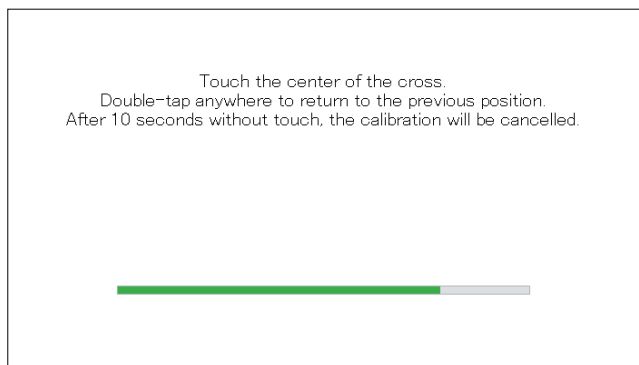 Touch the center of the cross.
Double-tap anywhere to return to the previous position.
After 10 seconds without touch, the calibration will be cancelled.